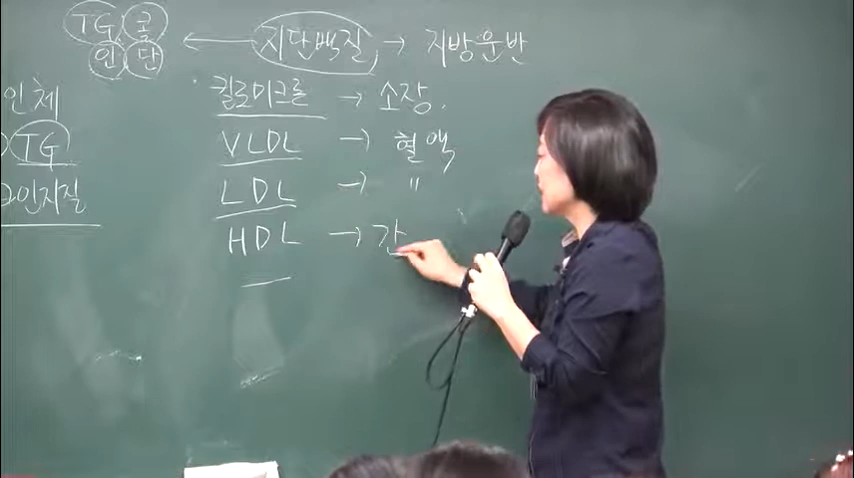 TG 콜
인 단 ← 지단백질 → 지방운반
인체
TG
인지질
킬로미크론 → 소장.
VLDL → 혈액
LDL → "
HDL → 간